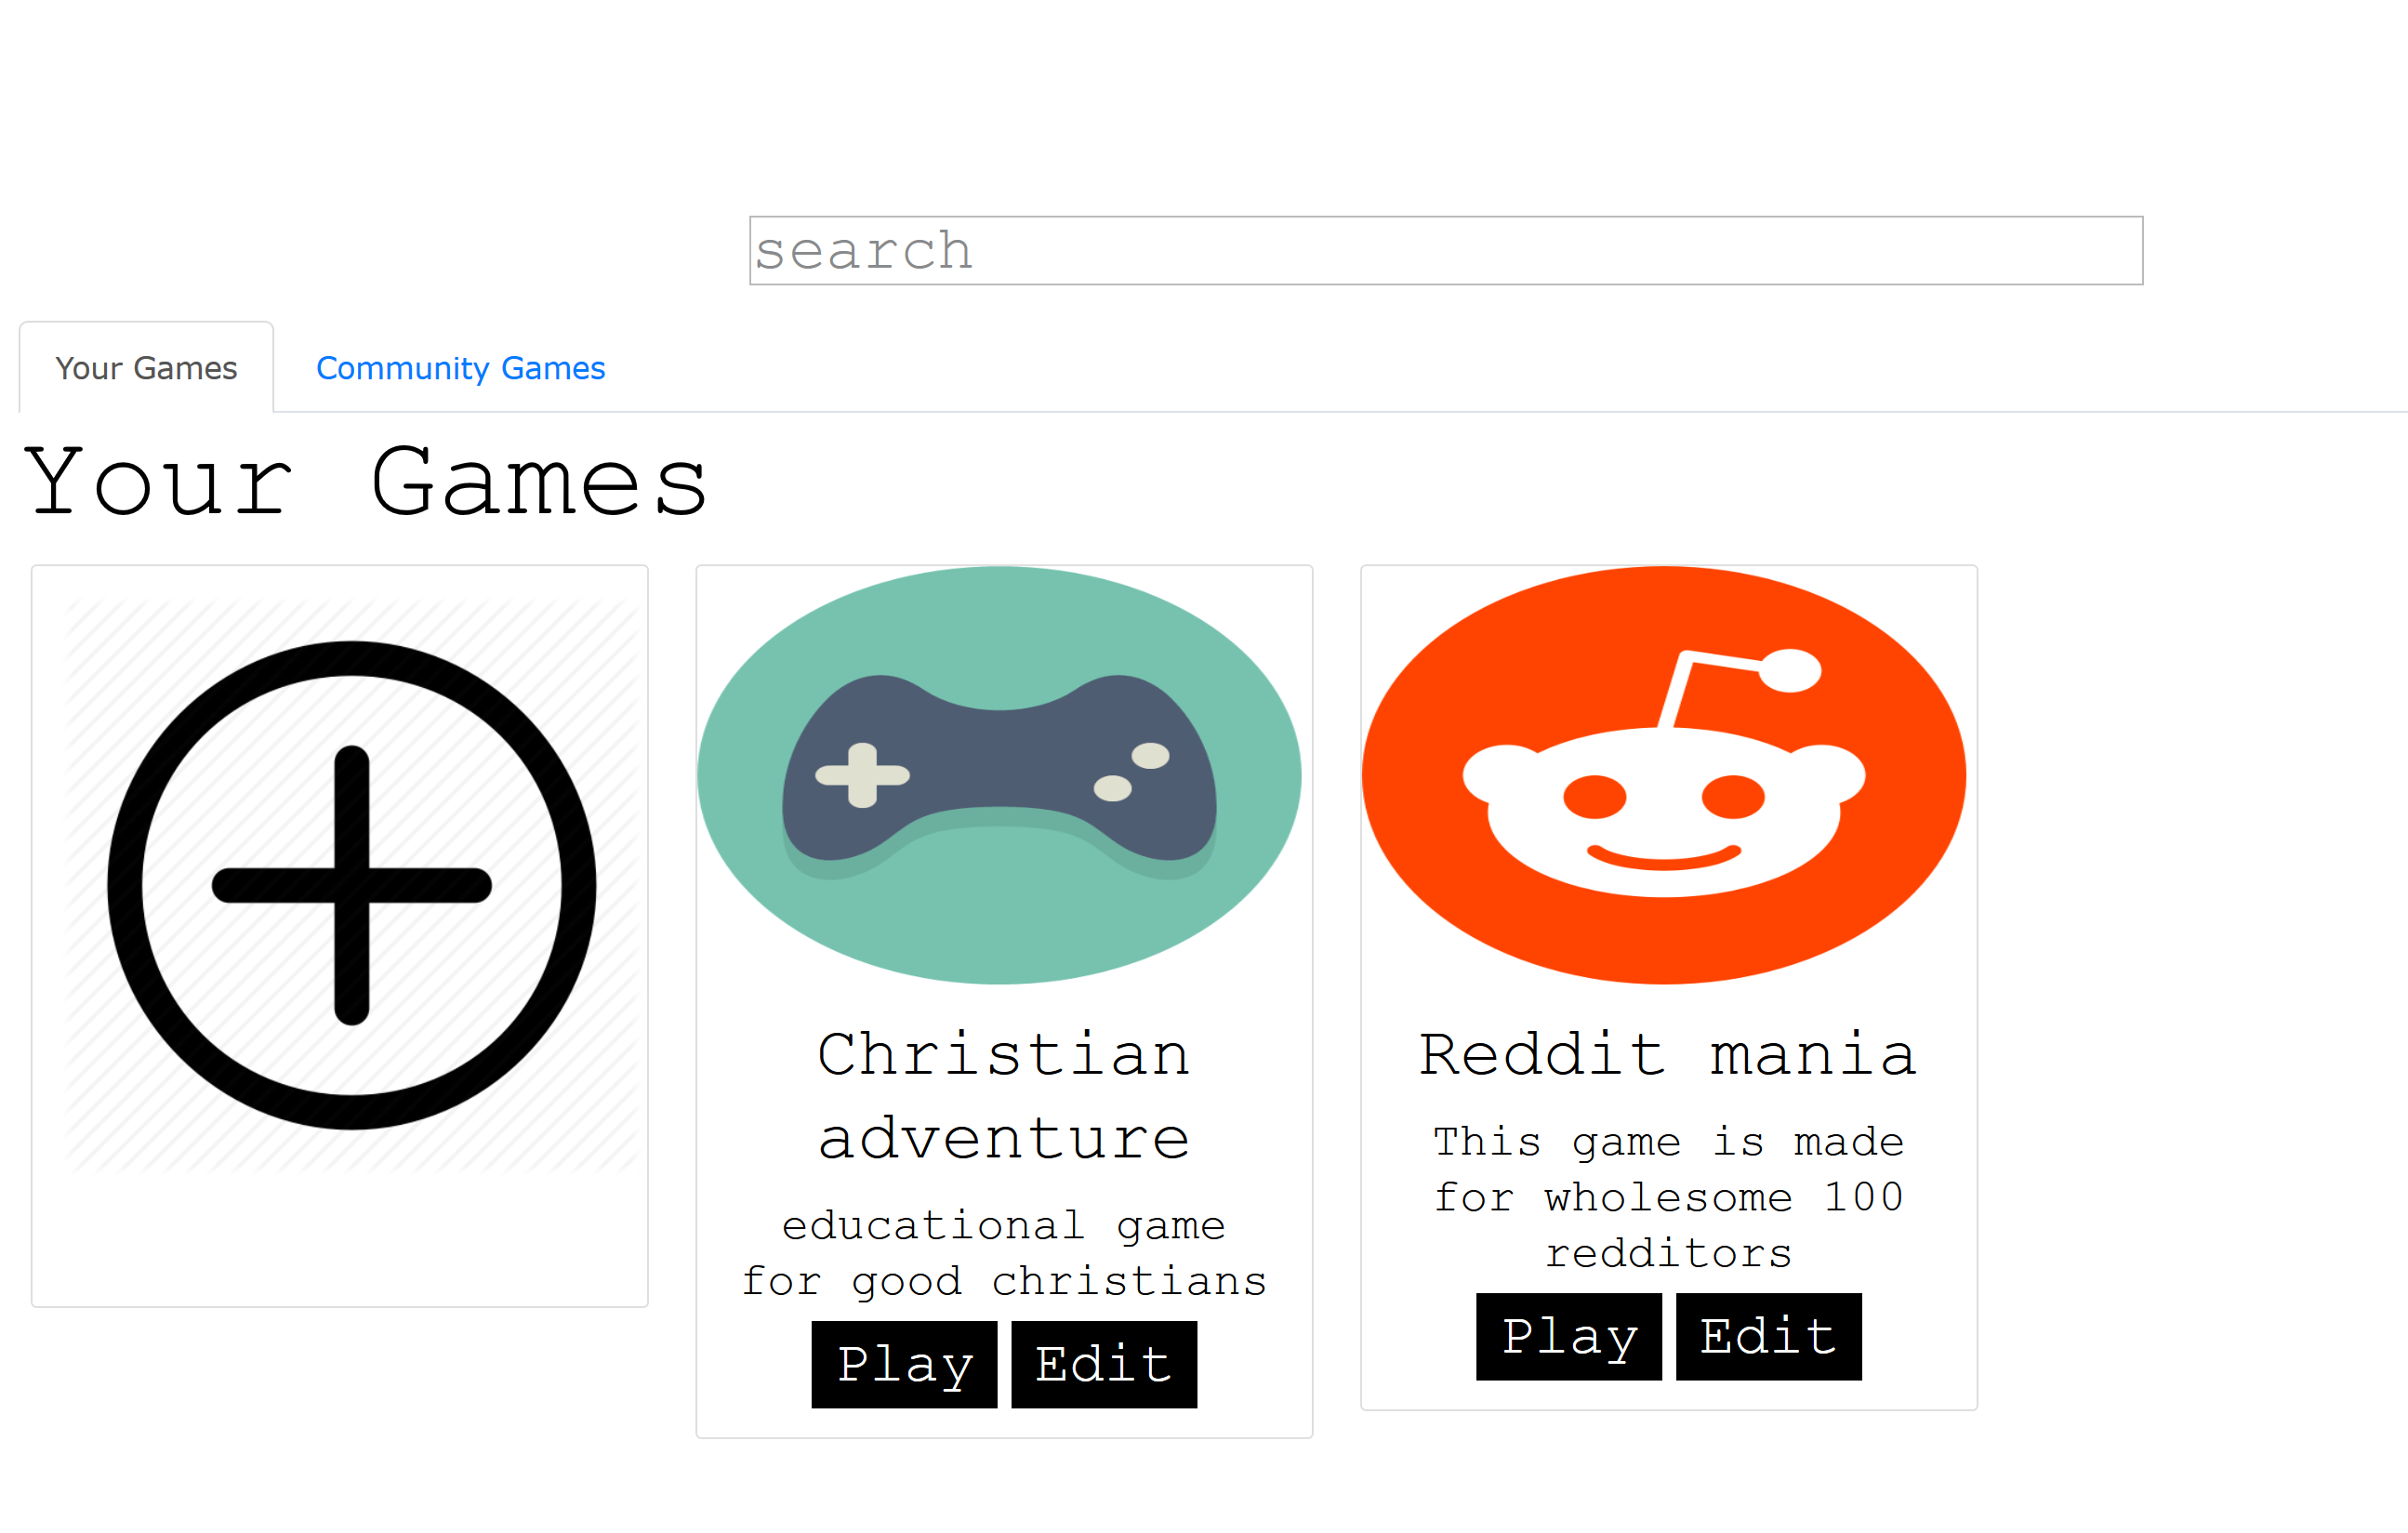 search
Your Games
Community Games
Your Games
Christian
adventure
educational game
for good christians
Play
Edit
Reddit mania
This game is made
for wholesome 100
redditors
Play
Edit